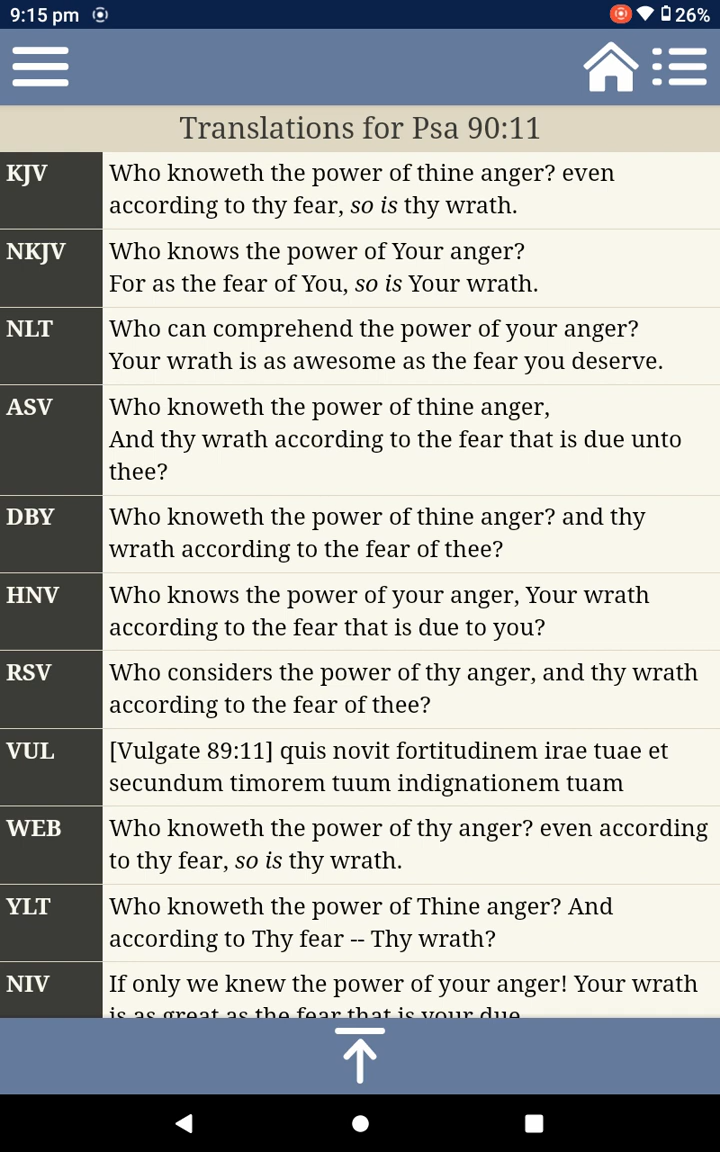 9:15 pm
26%
Translations for Psa 90:11
KJV
Who knoweth the power of thine anger? even
according to thy fear, so is thy wrath.
NKJV
Who knows the power of Your anger?
For as the fear of You, so is Your wrath.
NLT
Who can comprehend the power of your anger?
Your wrath is as awesome as the fear you deserve.
ASV
Who knoweth the power of thine anger,
And thy wrath according to the fear that is due unto
thee?
DBY
Who knoweth the power of thine anger? and thy
wrath according to the fear of thee?
HNV
Who knows the power of your anger, Your wrath
according to the fear that is due to you?
RSV
Who considers the power of thy anger, and thy wrath
according to the fear of thee?
VUL
[Vulgate 89:11] quis novit fortitudinem irae tuae et
secundum timorem tuum indignationem tuam
WEB
Who knoweth the power of thy anger? even according
to thy fear, so is thy wrath.
YLT
Who knoweth the power of Thine anger? And
according to Thy fear -- Thy wrath?
NIV
If only we knew the power of your anger! Your wrath
is as great as the fear that is your due.